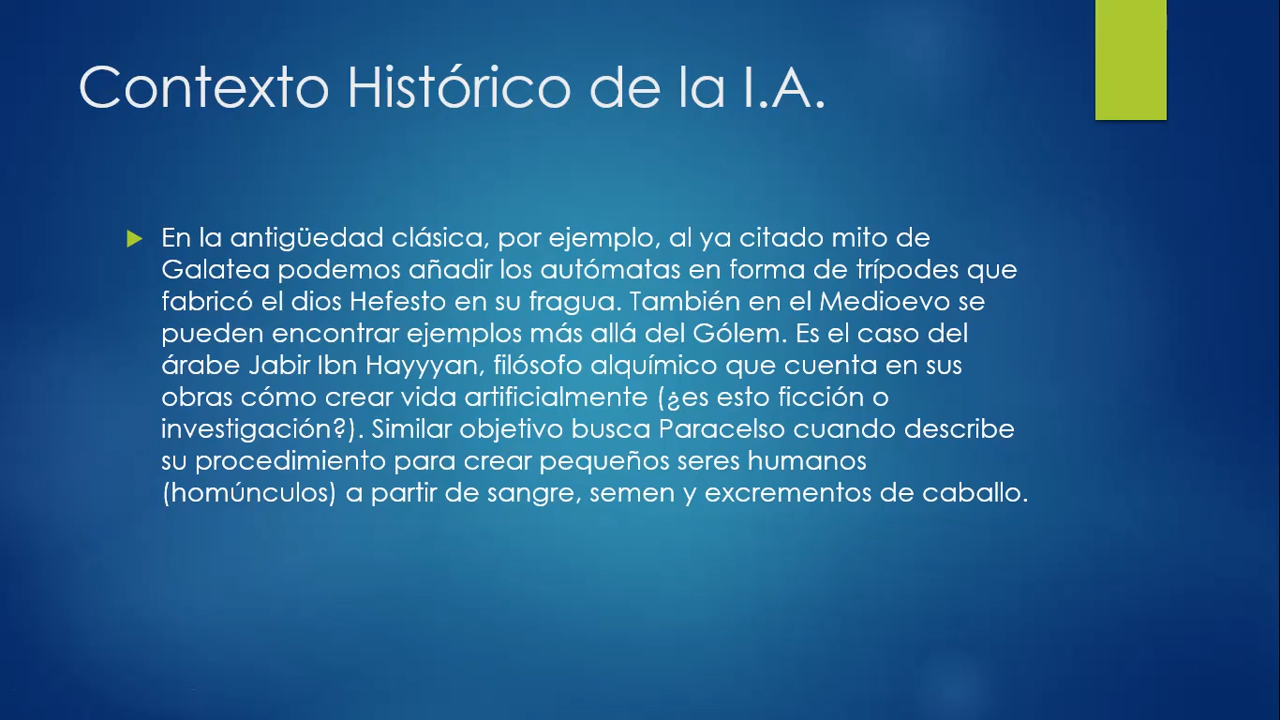 Contexto Histórico de la I.A.
En la antigüedad clásica, por ejemplo, al ya citado mito de
Galatea podemos añadir los autómatas en forma de trípodes que
fabricó el dios Hefesto en su fragua. También en el Medioevo se
pueden encontrar ejemplos más allá del Gólem. Es el caso del
árabe Jabir Ibn Hayyyan, filósofo alquímico que cuenta en sus
obras cómo crear vida artificialmente (¿es esto ficción o
investigación?). Similar objetivo busca Paracelso cuando describe
su procedimiento para crear pequeños seres humanos
(homúnculos) a partir de sangre, semen y excrementos de caballo.